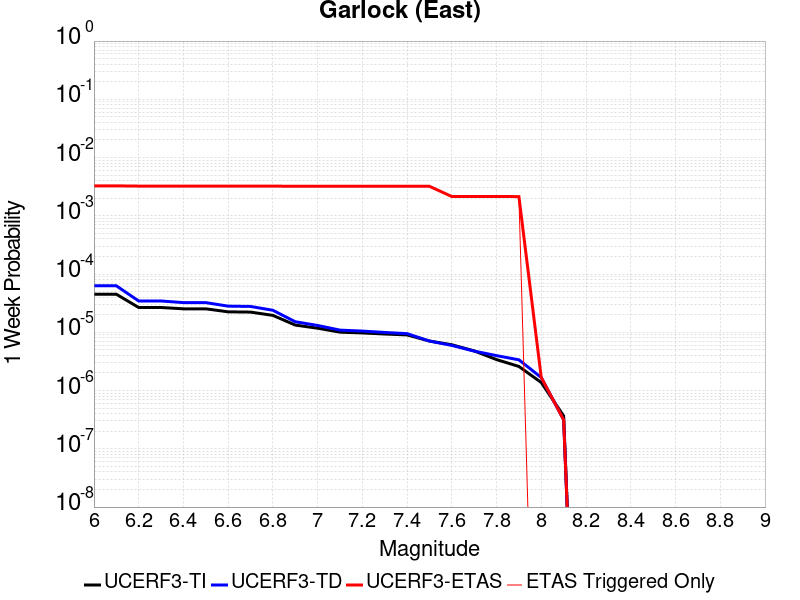 Garlock (East)
10^0
10^-1
10^-2
10^-3
10^-4
10^-5
10^-6
10^-7
10^-8
1 Week Probability
6 6.2 6.4 6.6 6.8 7 7.2 7.4 7.6 7.8 8 8.2 8.4 8.6 8.8 9
Magnitude
UCERF3-TI UCERF3-TD UCERF3-ETAS ETAS Triggered Only